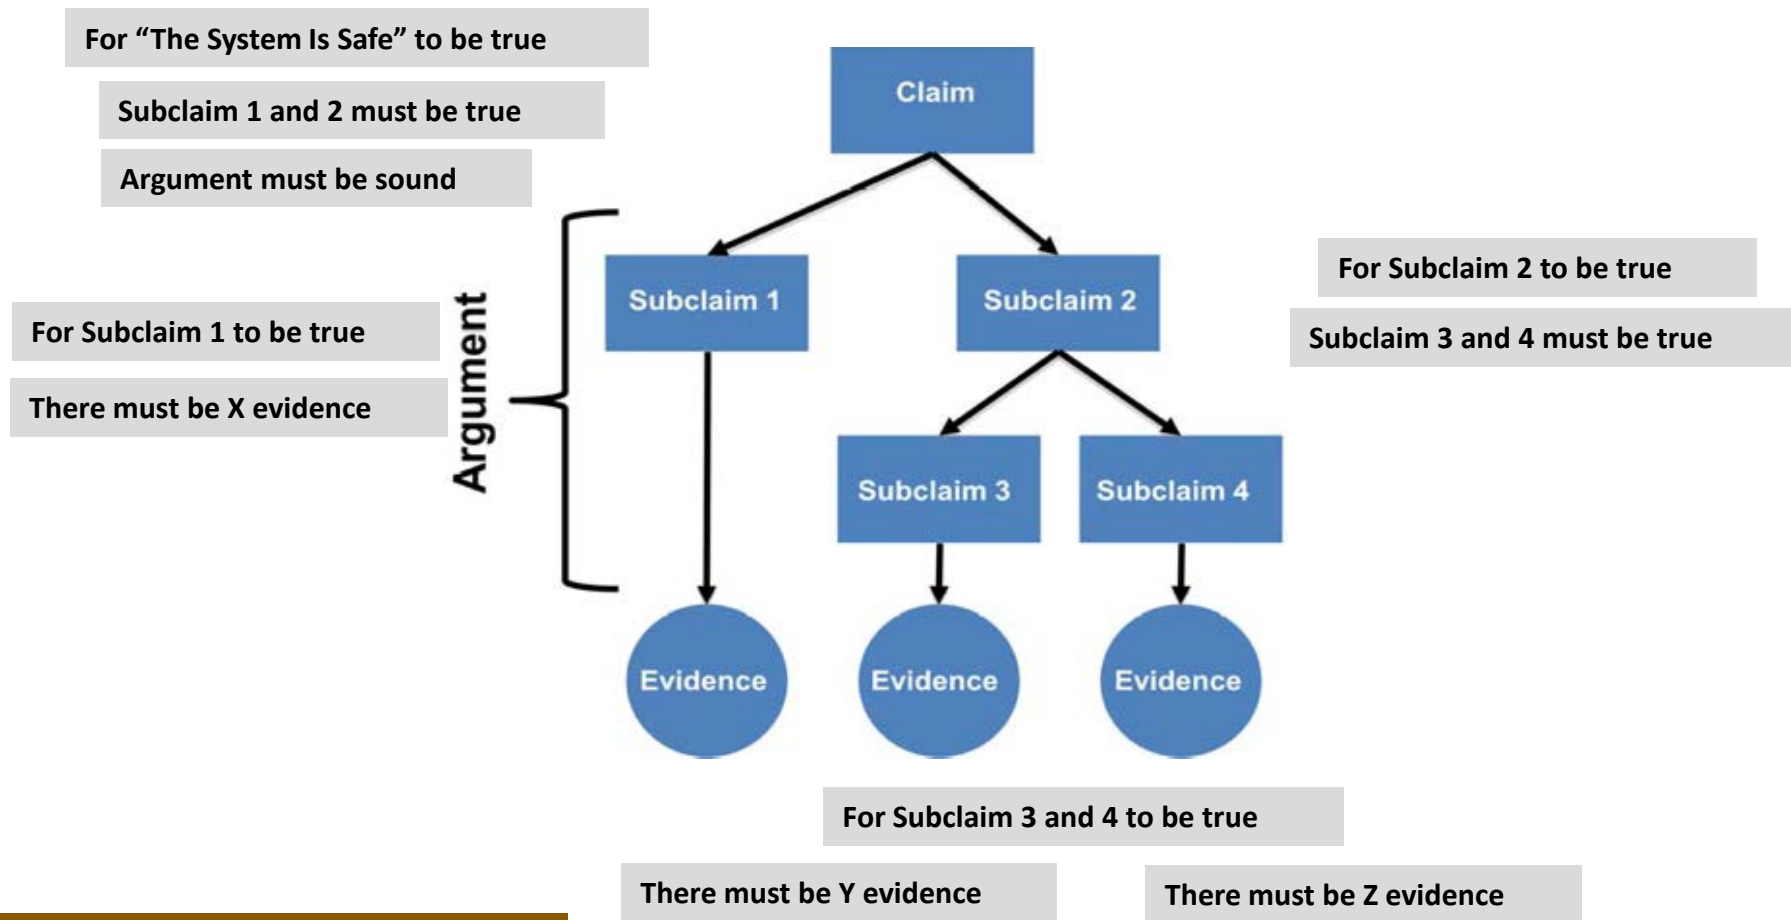 For “The System Is Safe” to be true
Subclaim 1 and 2 must be true
Argument must be sound
Claim
Subclaim 1
Subclaim 2
For Subclaim 2 to be true
Subclaim 3 and 4 must be true
For Subclaim 1 to be true
There must be X evidence
Argument
Subclaim 3
Subclaim 4
Evidence
Evidence
Evidence
For Subclaim 3 and 4 to be true
There must be Y evidence
There must be Z evidence